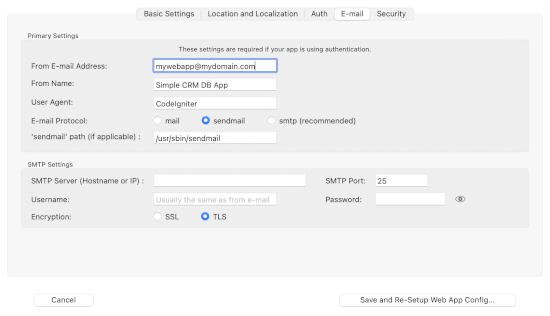 Basic Settings Location and Localization Auth E-mail Security
Primary Settings
These settings are required if your app is using authentication.
From E-mail Address: mywebapp@mydomain.com
From Name: Simple CRM DB App
User Agent: CodeIgniter
E-mail Protocol: mail sendmail smtp (recommended)
'sendmail' path (if applicable) : /usr/sbin/sendmail
SMTP Settings
SMTP Server (Hostname or IP) : SMTP Port: 25
Username: Usually the same as from e-mail Password:
Encryption: SSL TLS
Cancel Save and Re-Setup Web App Config...